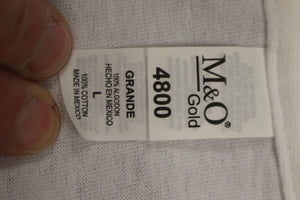 M&O®
Gold
4800
GRANDE
100% ALGODON
HECHO EN MEXICO
L
100% COTTON
MADE IN MEXICO